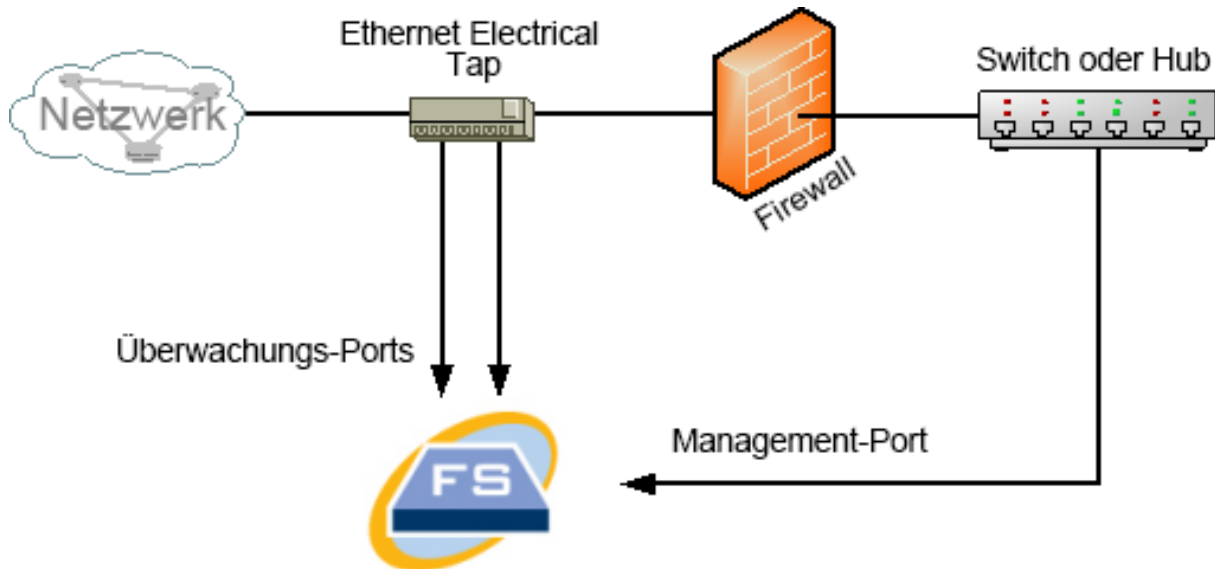 Ethernet Electrical
Tap
Switch oder Hub
Netzwerk
Firewall
Überwachungs-Ports
Management-Port
FS